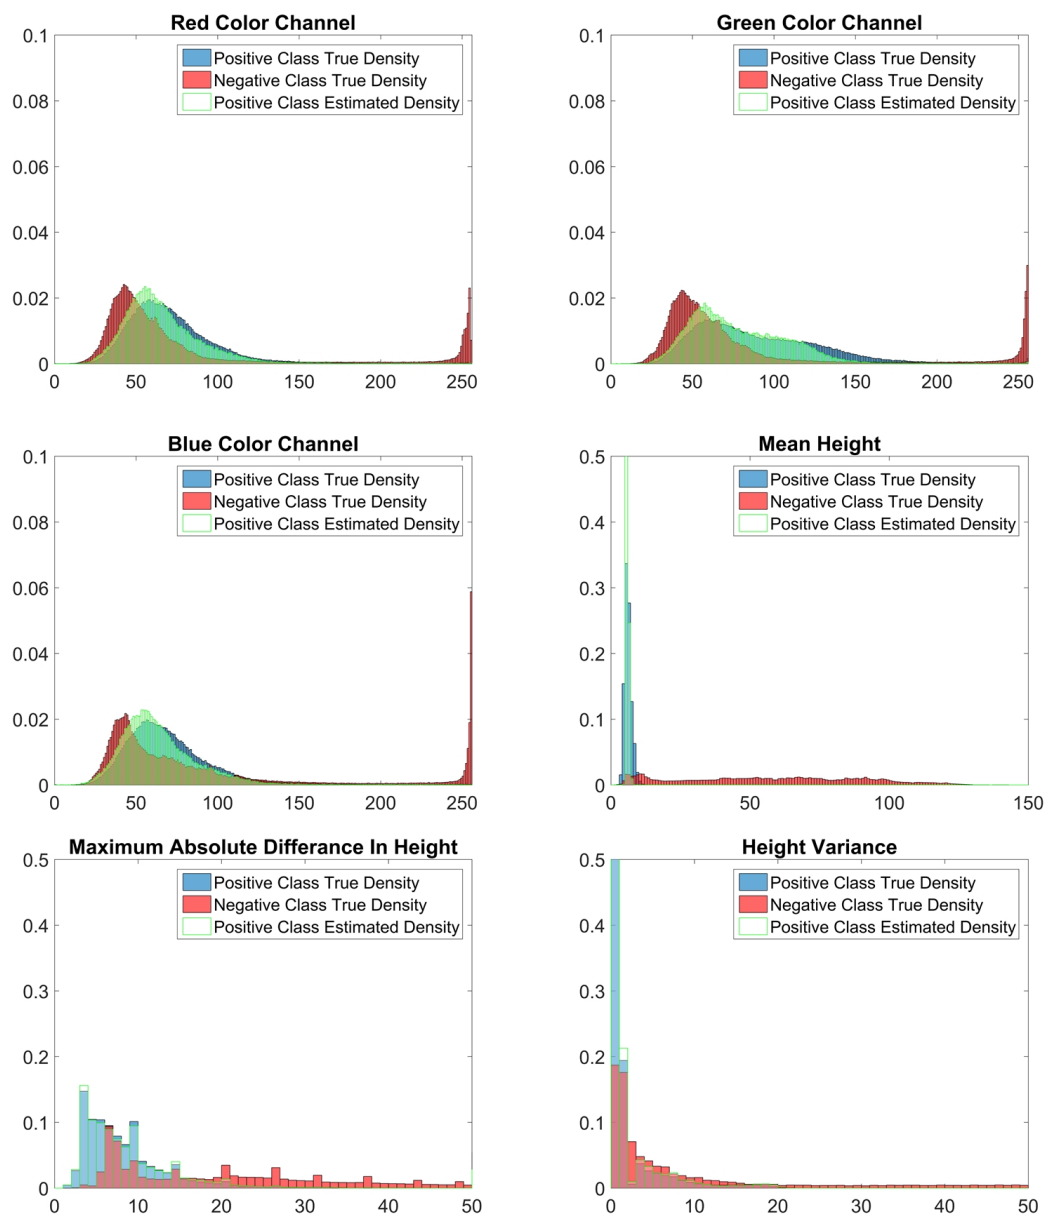 Red Color Channel
0.1
0.08
0.06
0.04
0.02
0
0 50 100 150 200 250
Positive Class True Density
Negative Class True Density
Positive Class Estimated Density
Green Color Channel
0.1
0.08
0.06
0.04
0.02
0
0 50 100 150 200 250
Positive Class True Density
Negative Class True Density
Positive Class Estimated Density
Blue Color Channel
0.1
0.08
0.06
0.04
0.02
0
0 50 100 150 200 250
Positive Class True Density
Negative Class True Density
Positive Class Estimated Density
Mean Height
0.5
0.4
0.3
0.2
0.1
0
0 50 100 150
Positive Class True Density
Negative Class True Density
Positive Class Estimated Density
Maximum Absolute Differance In Height
0.5
0.4
0.3
0.2
0.1
0
0 10 20 30 40 50
Positive Class True Density
Negative Class True Density
Positive Class Estimated Density
Height Variance
0.5
0.4
0.3
0.2
0.1
0
0 10 20 30 40 50
Positive Class True Density
Negative Class True Density
Positive Class Estimated Density